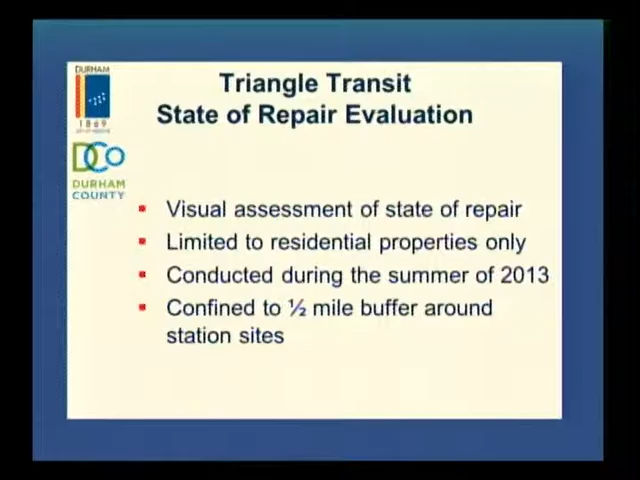 DURHAM
1869
DCo
DURHAM
COUNTY
Triangle Transit
State of Repair Evaluation
▪ Visual assessment of state of repair
▪ Limited to residential properties only
▪ Conducted during the summer of 2013
▪ Confined to ½ mile buffer around
station sites